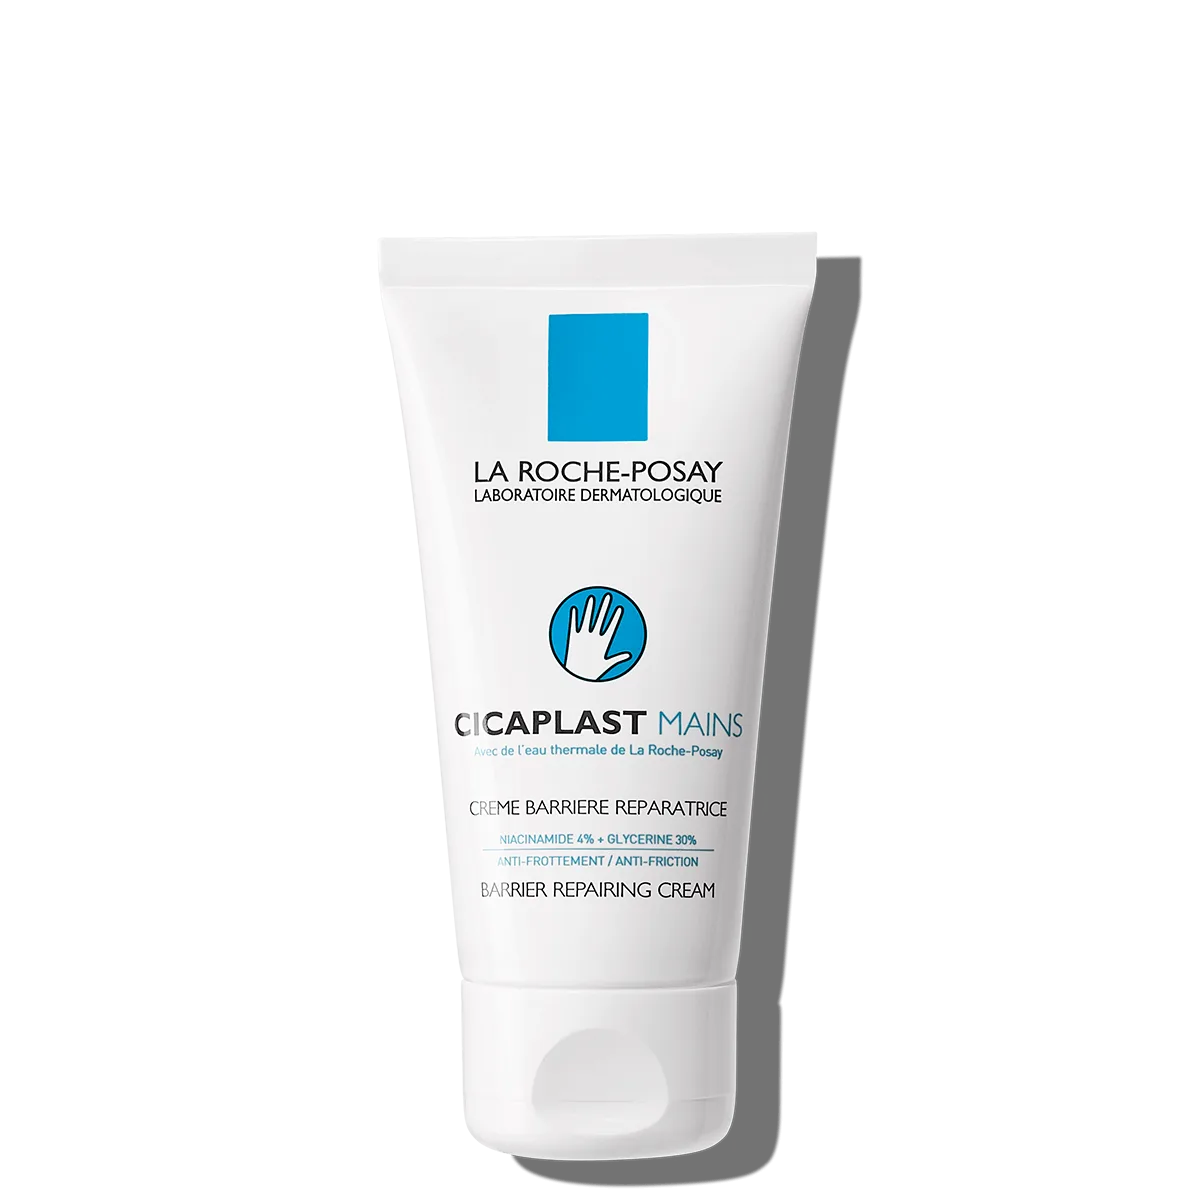 LA ROCHE-POSAY
LABORATOIRE DERMATOLOGIQUE
CICAPLAST MAINS
Avec de l'eau thermale de La Roche-Posay
CREME BARRIERE REPARATRICE
NIACINAMIDE 4% + GLYCERINE 30%
ANTI-FROTTEMENT / ANTI-FRICTION
BARRIER REPAIRING CREAM